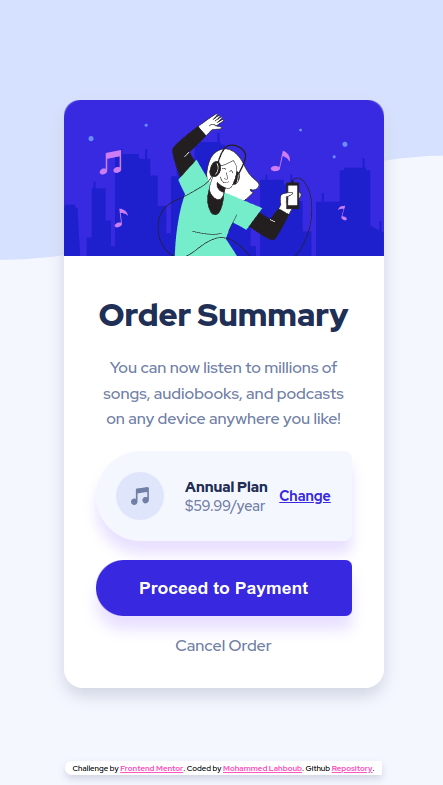 Order Summary
You can now listen to millions of
songs, audiobooks, and podcasts
on any device anywhere you like!
Annual Plan
$59.99/year
Change
Proceed to Payment
Cancel Order
Challenge by Frontend Mentor. Coded by Mohammed Lahboub. Github Repository.